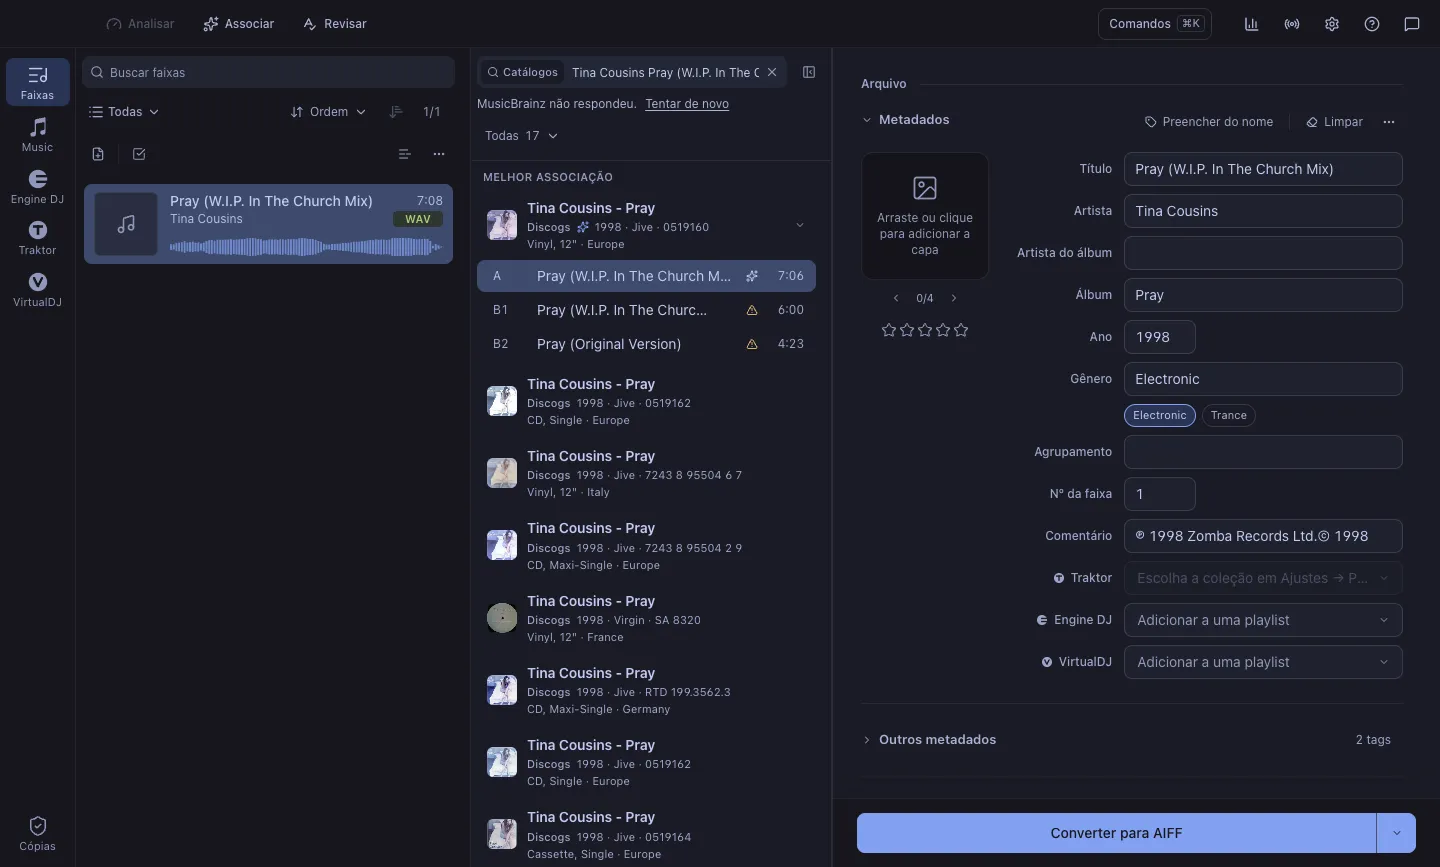 Analisar
Associar
Revisar
Comandos ⌘K
Faixas
Music
Engine DJ
Traktor
VirtualDJ
Cópias
Buscar faixas
Todas
Ordem
1/1
Pray (W.I.P. In The Church Mix) 7:08
Tina Cousins WAV
Catálogos Tina Cousins Pray (W.I.P. In The C
MusicBrainz não respondeu. Tentar de novo
Todas 17
MELHOR ASSOCIAÇÃO
Tina Cousins - Pray
Discogs 1998 · Jive · 0519160
Vinyl, 12" · Europe
A Pray (W.I.P. In The Church M... 7:06
B1 Pray (W.I.P. In The Churc... 6:00
B2 Pray (Original Version) 4:23
Tina Cousins - Pray
Discogs 1998 · Jive · 0519162
CD, Single · Europe
Tina Cousins - Pray
Discogs 1998 · Jive · 7243 8 95504 6 7
Vinyl, 12" · Italy
Tina Cousins - Pray
Discogs 1998 · Jive · 7243 8 95504 2 9
CD, Maxi-Single · Europe
Tina Cousins - Pray
Discogs 1998 · Virgin · SA 8320
Vinyl, 12" · France
Tina Cousins - Pray
Discogs 1998 · Jive · RTD 199.3562.3
CD, Maxi-Single · Germany
Tina Cousins - Pray
Discogs 1998 · Jive · 0519162
CD, Single · Europe
Tina Cousins - Pray
Discogs 1998 · Jive · 0519164
Cassette, Single · Europe
Arquivo
Metadados
Preencher do nome
Limpar
Arraste ou clique
para adicionar a
capa
0/4
Título Pray (W.I.P. In The Church Mix)
Artista Tina Cousins
Artista do álbum
Álbum Pray
Ano 1998
Gênero Electronic
Electronic Trance
Agrupamento
Nº da faixa 1
Comentário ℗ 1998 Zomba Records Ltd.© 1998
Traktor Escolha a coleção em Ajustes → P...
Engine DJ Adicionar a uma playlist
VirtualDJ Adicionar a uma playlist
Outros metadados 2 tags
Converter para AIFF